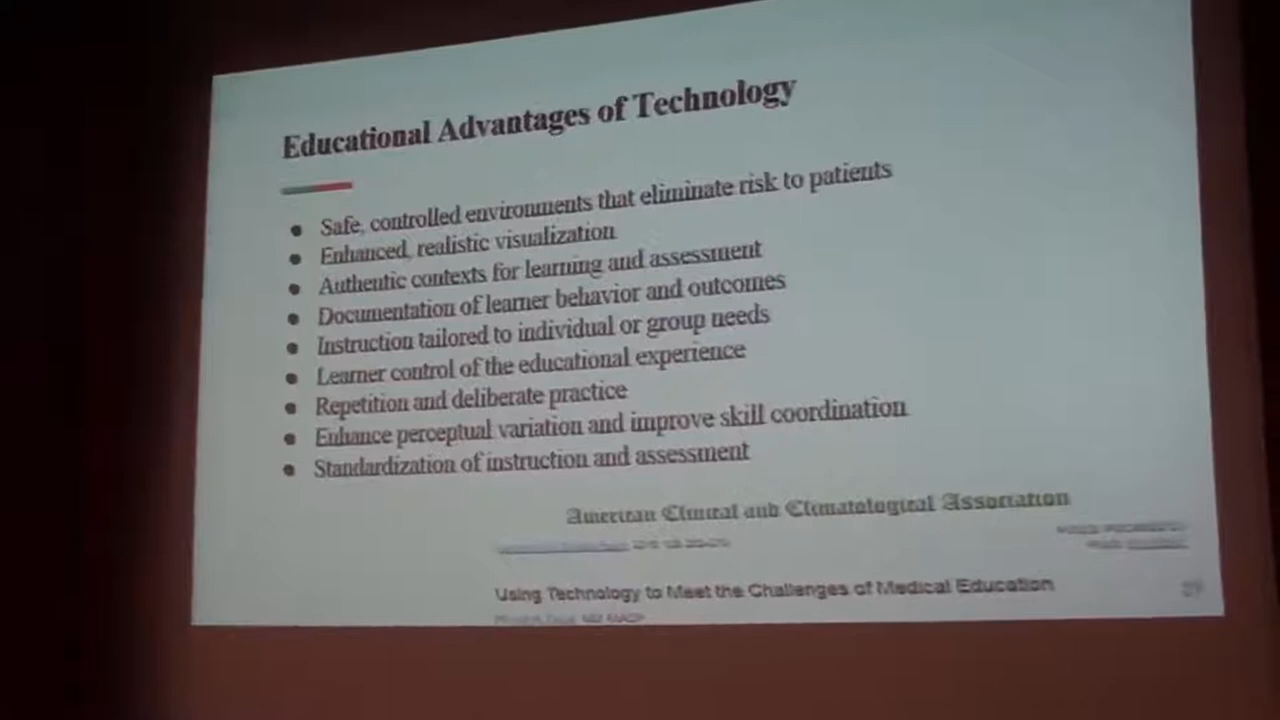 Educational Advantages of Technology
● Safe, controlled environments that eliminate risk to patients
● Enhanced, realistic visualization
● Authentic contexts for learning and assessment
● Documentation of learner behavior and outcomes
● Instruction tailored to individual or group needs
● Learner control of the educational experience
● Repetition and deliberate practice
● Enhance perceptual variation and improve skill coordination
● Standardization of instruction and assessment
American Clinical and Climatological Association
Using Technology to Meet the Challenges of Medical Education